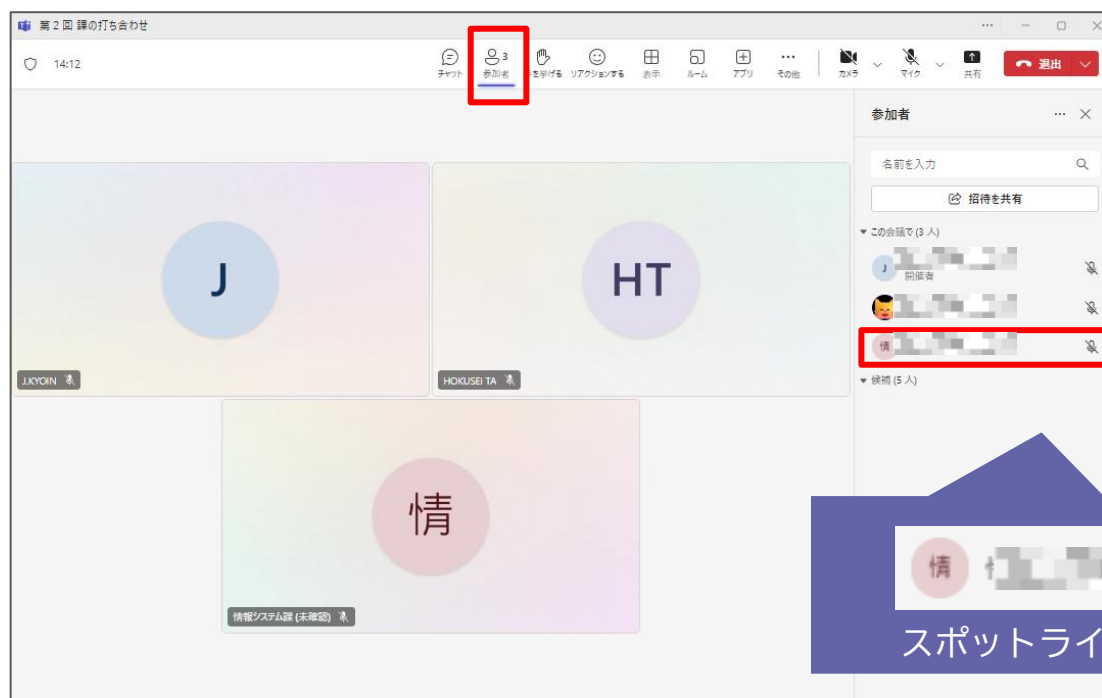 第2回 課の打ち合わせ
14:12
チャット
3
参加者
手を挙げる
リアクションする
表示
ルーム
アプリ
その他
カメラ
マイク
共有
退出
参加者
名前を入力
招待を共有
この会議で (3 人)
J
開催者
情
候補 (5 人)
J
J.KYOIN
HT
HOKUSEI TA
情
情報システム課 (未確認)
情
スポットライ